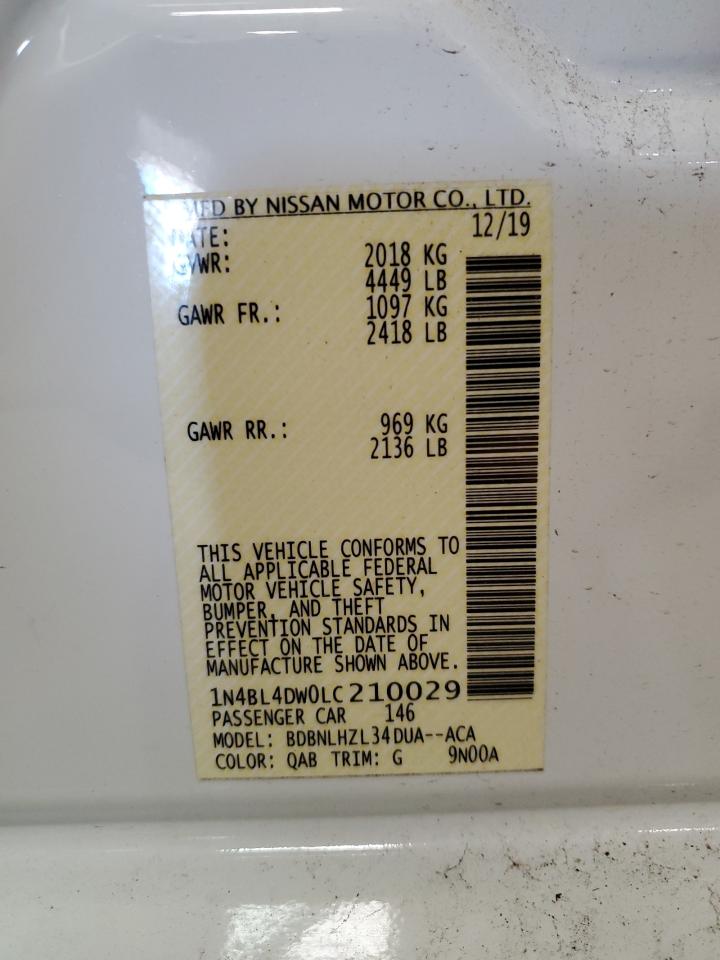 MFD BY NISSAN MOTOR CO., LTD.
DATE: 12/19
GVWR: 2018 KG
4449 LB
GAWR FR.: 1097 KG
2418 LB
GAWR RR.: 969 KG
2136 LB
THIS VEHICLE CONFORMS TO
ALL APPLICABLE FEDERAL
MOTOR VEHICLE SAFETY,
BUMPER, AND THEFT
PREVENTION STANDARDS IN
EFFECT ON THE DATE OF
MANUFACTURE SHOWN ABOVE.
1N4BL4DW0LC210029
PASSENGER CAR 146
MODEL: BDBNLHZL34DUA--ACA
COLOR: QAB TRIM: G 9N00A